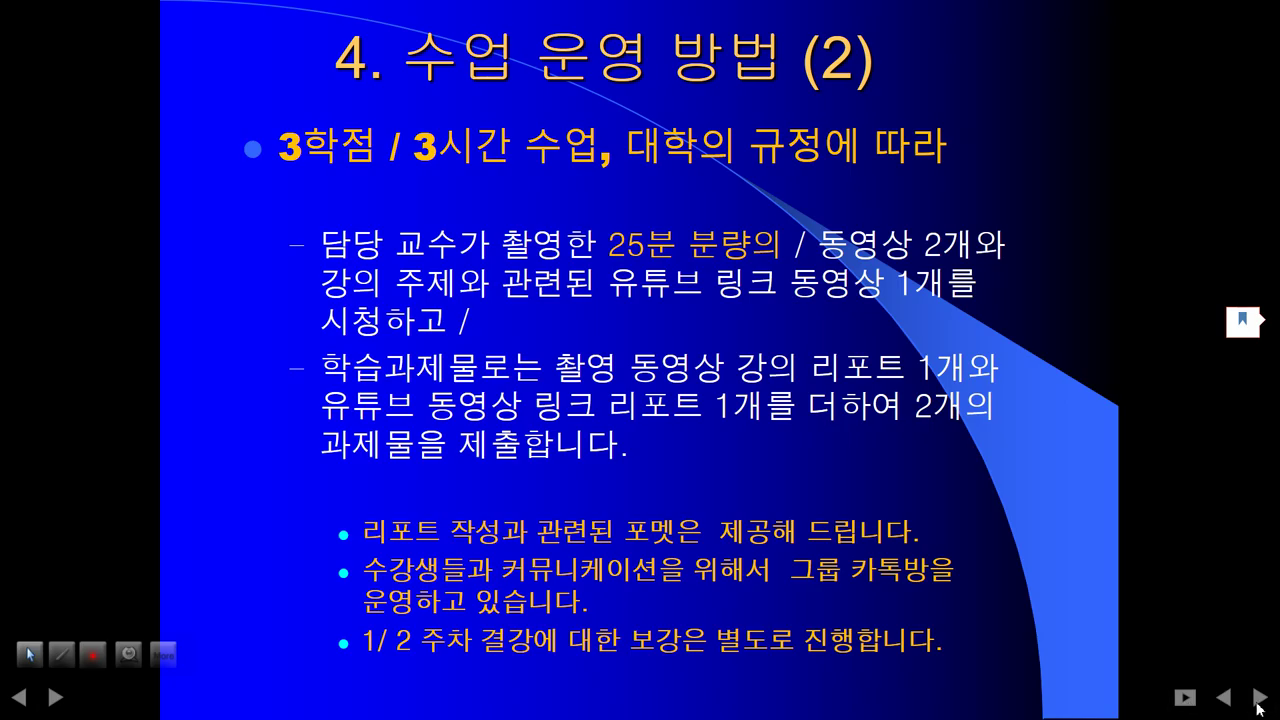 4. 수업 운영 방법 (2)
3학점 / 3시간 수업, 대학의 규정에 따라
– 담당 교수가 촬영한 25분 분량의 / 동영상 2개와
강의 주제와 관련된 유튜브 링크 동영상 1개를
시청하고 /
– 학습과제물로는 촬영 동영상 강의 리포트 1개와
유튜브 동영상 링크 리포트 1개를 더하여 2개의
과제물을 제출합니다.
리포트 작성과 관련된 포멧은 제공해 드립니다.
수강생들과 커뮤니케이션을 위해서 그룹 카톡방을
운영하고 있습니다.
1/ 2 주차 결강에 대한 보강은 별도로 진행합니다.
More